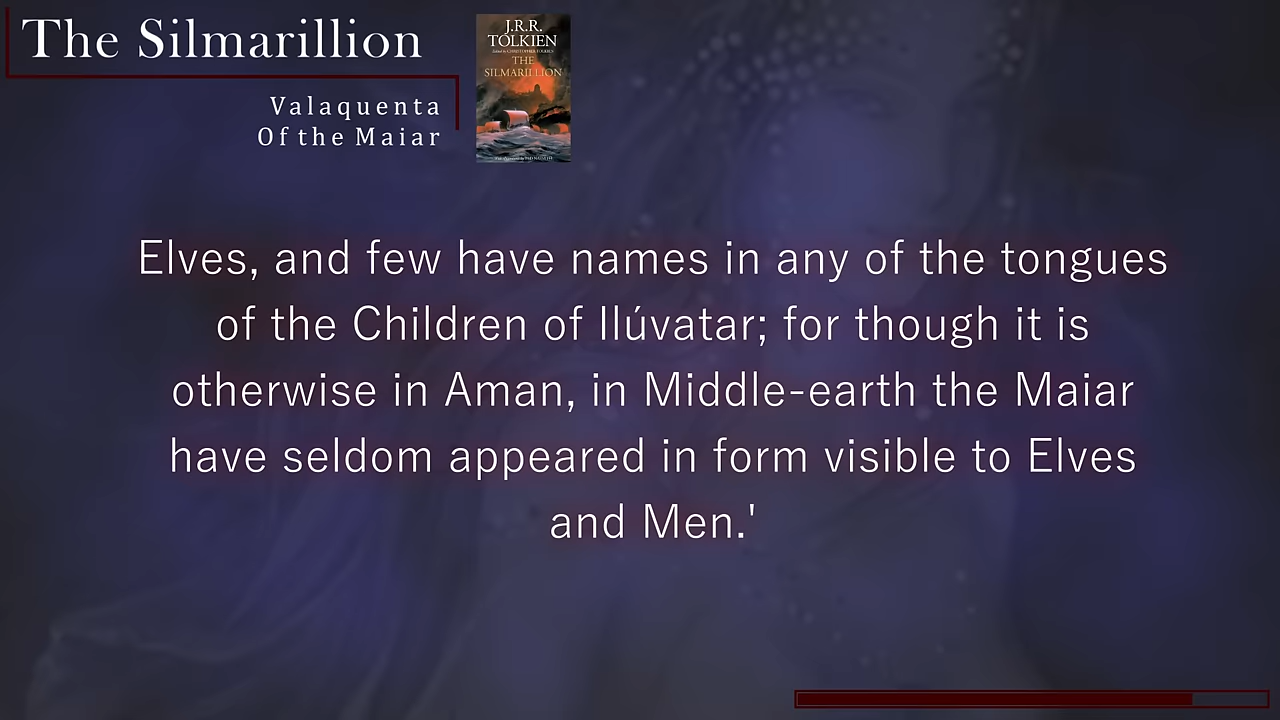 The Silmarillion
Valaquenta
Of the Maiar
J.R.R.
TOLKIEN
THE
SILMARILLION
Elves, and few have names in any of the tongues
of the Children of Ilúvatar; for though it is
otherwise in Aman, in Middle-earth the Maiar
have seldom appeared in form visible to Elves
and Men.'